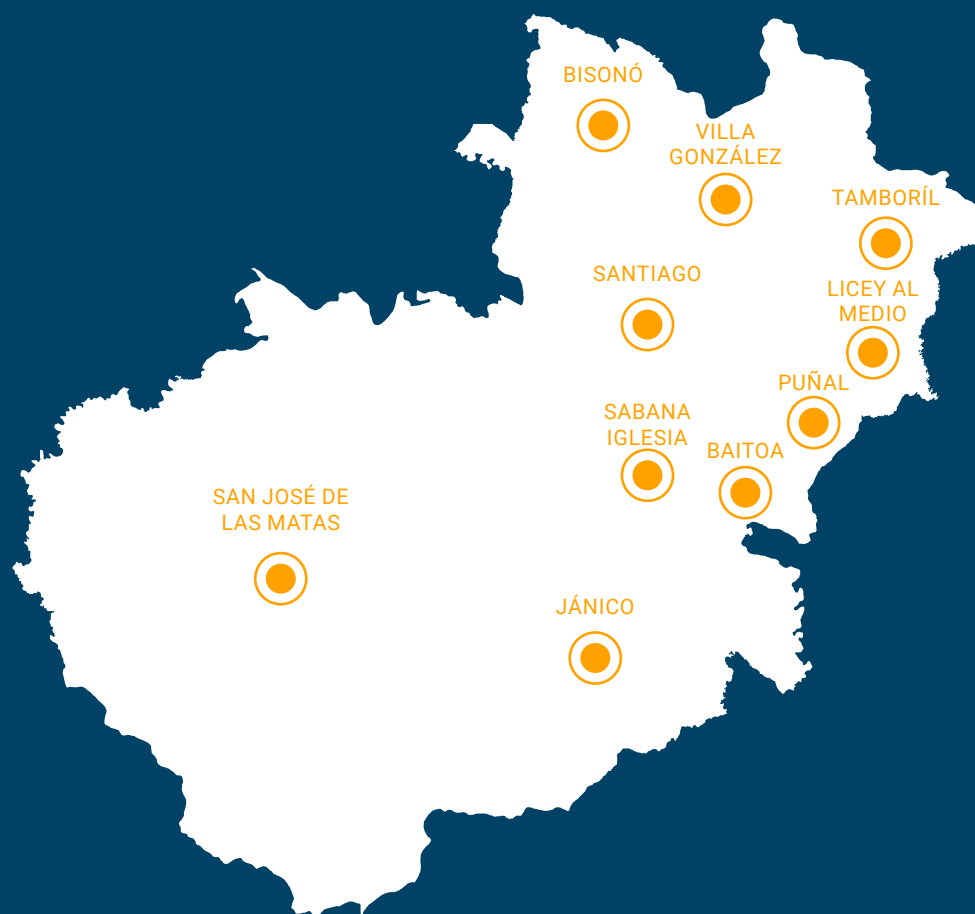 BISONÓ
VILLA
GONZÁLEZ
TAMBORÍL
SANTIAGO
LICEY AL
MEDIO
PUÑAL
SABANA
IGLESIA
BAITOA
SAN JOSÉ DE
LAS MATAS
JÁNICO